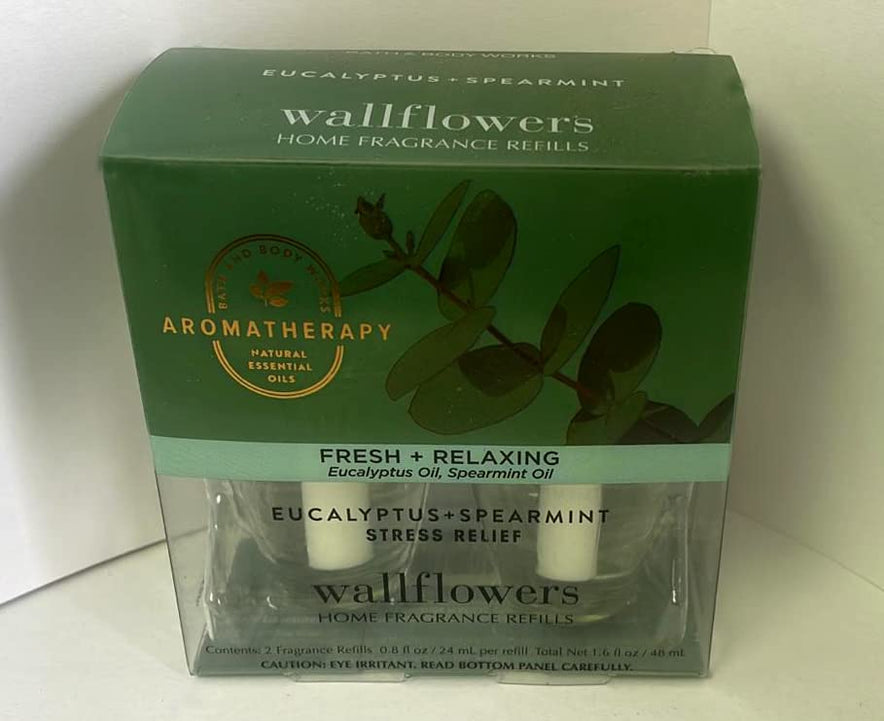 BATH & BODY WORKS
EUCALYPTUS + SPEARMINT
wallflowers
HOME FRAGRANCE REFILLS
BATH AND BODY WORKS
AROMATHERAPY
NATURAL
ESSENTIAL
OILS
FRESH + RELAXING
Eucalyptus Oil, Spearmint Oil
EUCALYPTUS+SPEARMINT
STRESS RELIEF
wallflowers
HOME FRAGRANCE REFILLS
Contents: 2 Fragrance Refills 0.8 fl oz / 24 mL per refill Total Net 1.6 fl oz / 48 mL
CAUTION: EYE IRRITANT. READ BOTTOM PANEL CAREFULLY.